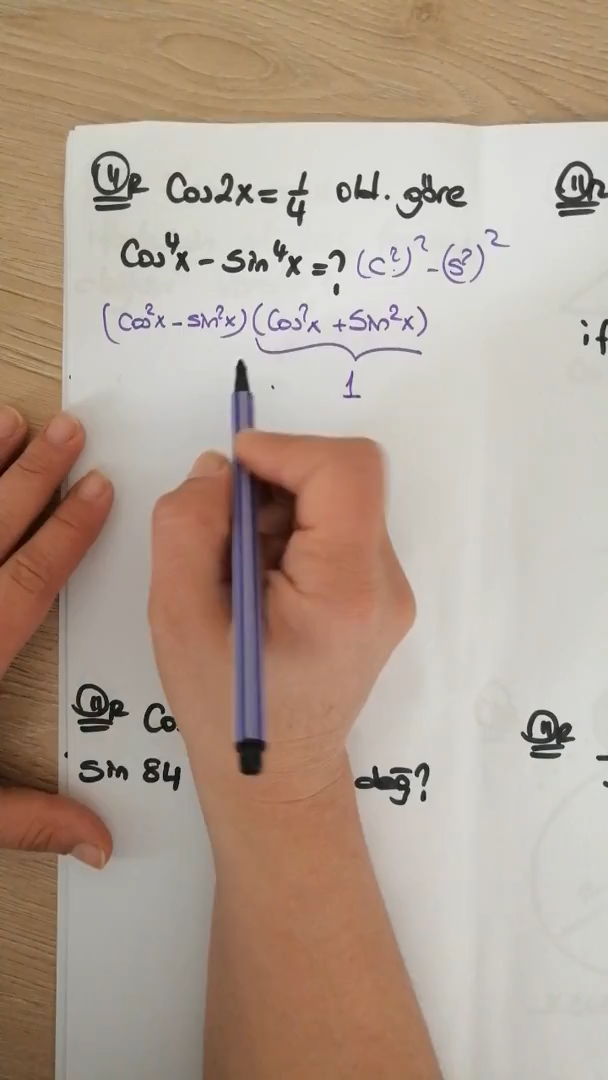 Cos2x = 1/4 old. göre
Cos⁴x - Sin⁴x = ? (c²)² - (s²)²
(Cos²x - sin²x) (Cos²x + Sin²x)
1
if
Co
Sin 84 değ?